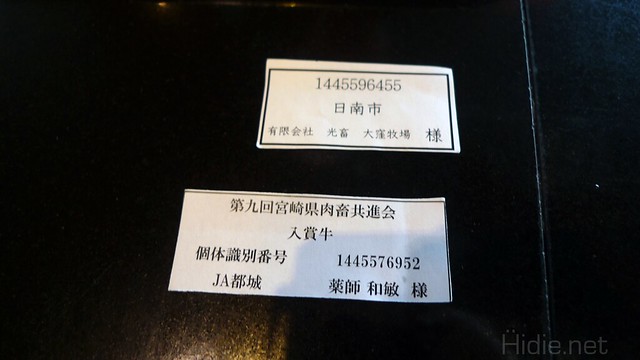 1445596455
日南市
有限会社 光畜 大窪牧場 様
第九回宮崎県肉畜共進会
入賞牛
個体識別番号 1445576952
JA都城 薬師 和敏 様
Hidie.net